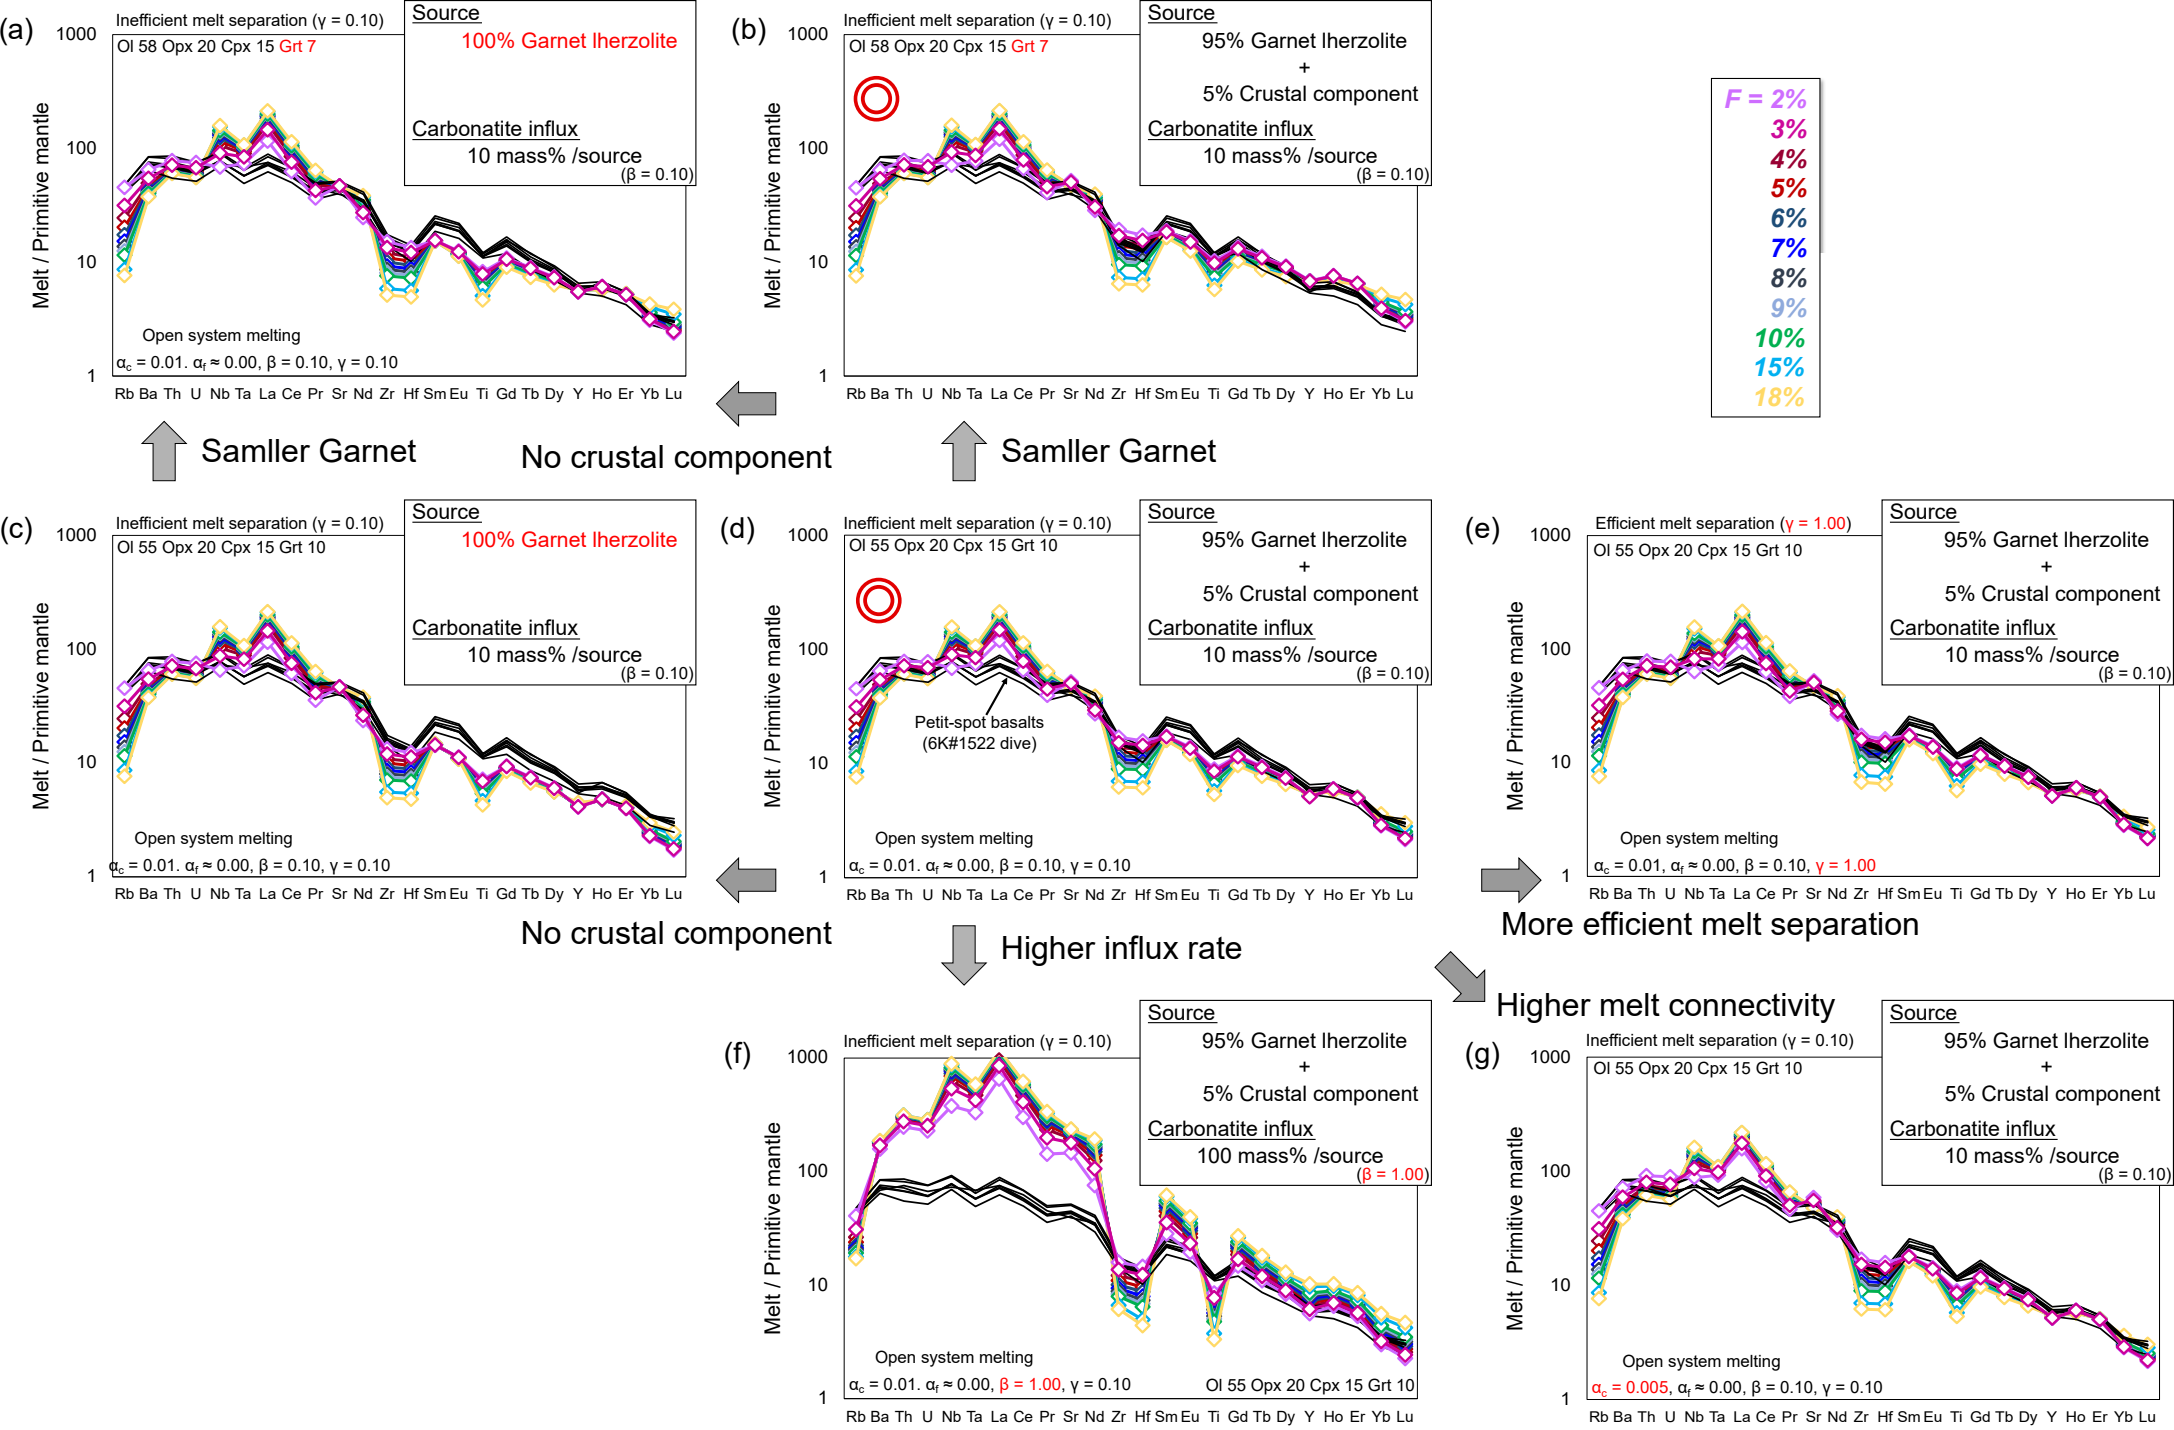 (a)
Inefficient melt separation (γ = 0.10)
Ol 58 Opx 20 Cpx 15 Grt 7
Source
100% Garnet lherzolite
Carbonatite influx
10 mass% /source
(β = 0.10)
Melt / Primitive mantle
1000
100
10
1
Open system melting
αc = 0.01. αf ≈ 0.00, β = 0.10, γ = 0.10
Rb Ba Th U Nb Ta La Ce Pr Sr Nd Zr Hf Sm Eu Ti Gd Tb Dy Y Ho Er Yb Lu
(b)
Inefficient melt separation (γ = 0.10)
Ol 58 Opx 20 Cpx 15 Grt 7
Source
95% Garnet lherzolite
+
5% Crustal component
Carbonatite influx
10 mass% /source
(β = 0.10)
Melt / Primitive mantle
1000
100
10
1
Rb Ba Th U Nb Ta La Ce Pr Sr Nd Zr Hf Sm Eu Ti Gd Tb Dy Y Ho Er Yb Lu
F = 2%
3%
4%
5%
6%
7%
8%
9%
10%
15%
18%
Samller Garnet
No crustal component
Samller Garnet
(c)
Inefficient melt separation (γ = 0.10)
Ol 55 Opx 20 Cpx 15 Grt 10
Source
100% Garnet lherzolite
Carbonatite influx
10 mass% /source
(β = 0.10)
Melt / Primitive mantle
1000
100
10
1
Open system melting
αc = 0.01. αf ≈ 0.00, β = 0.10, γ = 0.10
Rb Ba Th U Nb Ta La Ce Pr Sr Nd Zr Hf Sm Eu Ti Gd Tb Dy Y Ho Er Yb Lu
(d)
Inefficient melt separation (γ = 0.10)
Ol 55 Opx 20 Cpx 15 Grt 10
Source
95% Garnet lherzolite
+
5% Crustal component
Carbonatite influx
10 mass% /source
(β = 0.10)
Melt / Primitive mantle
1000
100
10
1
Petit-spot basalts
(6K#1522 dive)
Open system melting
αc = 0.01. αf ≈ 0.00, β = 0.10, γ = 0.10
Rb Ba Th U Nb Ta La Ce Pr Sr Nd Zr Hf Sm Eu Ti Gd Tb Dy Y Ho Er Yb Lu
(e)
Efficient melt separation (γ = 1.00)
Ol 55 Opx 20 Cpx 15 Grt 10
Source
95% Garnet lherzolite
+
5% Crustal component
Carbonatite influx
10 mass% /source
(β = 0.10)
Melt / Primitive mantle
1000
100
10
1
Open system melting
αc = 0.01, αf ≈ 0.00, β = 0.10, γ = 1.00
Rb Ba Th U Nb Ta La Ce Pr Sr Nd Zr Hf Sm Eu Ti Gd Tb Dy Y Ho Er Yb Lu
No crustal component
Higher influx rate
More efficient melt separation
Higher melt connectivity
(f)
Inefficient melt separation (γ = 0.10)
Source
95% Garnet lherzolite
+
5% Crustal component
Carbonatite influx
100 mass% /source
(β = 1.00)
Melt / Primitive mantle
1000
100
10
1
Open system melting
αc = 0.01. αf ≈ 0.00, β = 1.00, γ = 0.10
Ol 55 Opx 20 Cpx 15 Grt 10
Rb Ba Th U Nb Ta La Ce Pr Sr Nd Zr Hf Sm Eu Ti Gd Tb Dy Y Ho Er Yb Lu
(g)
Inefficient melt separation (γ = 0.10)
Ol 55 Opx 20 Cpx 15 Grt 10
Source
95% Garnet lherzolite
+
5% Crustal component
Carbonatite influx
10 mass% /source
(β = 0.10)
Melt / Primitive mantle
1000
100
10
1
Open system melting
αc = 0.005, αf ≈ 0.00, β = 0.10, γ = 0.10
Rb Ba Th U Nb Ta La Ce Pr Sr Nd Zr Hf Sm Eu Ti Gd Tb Dy Y Ho Er Yb Lu